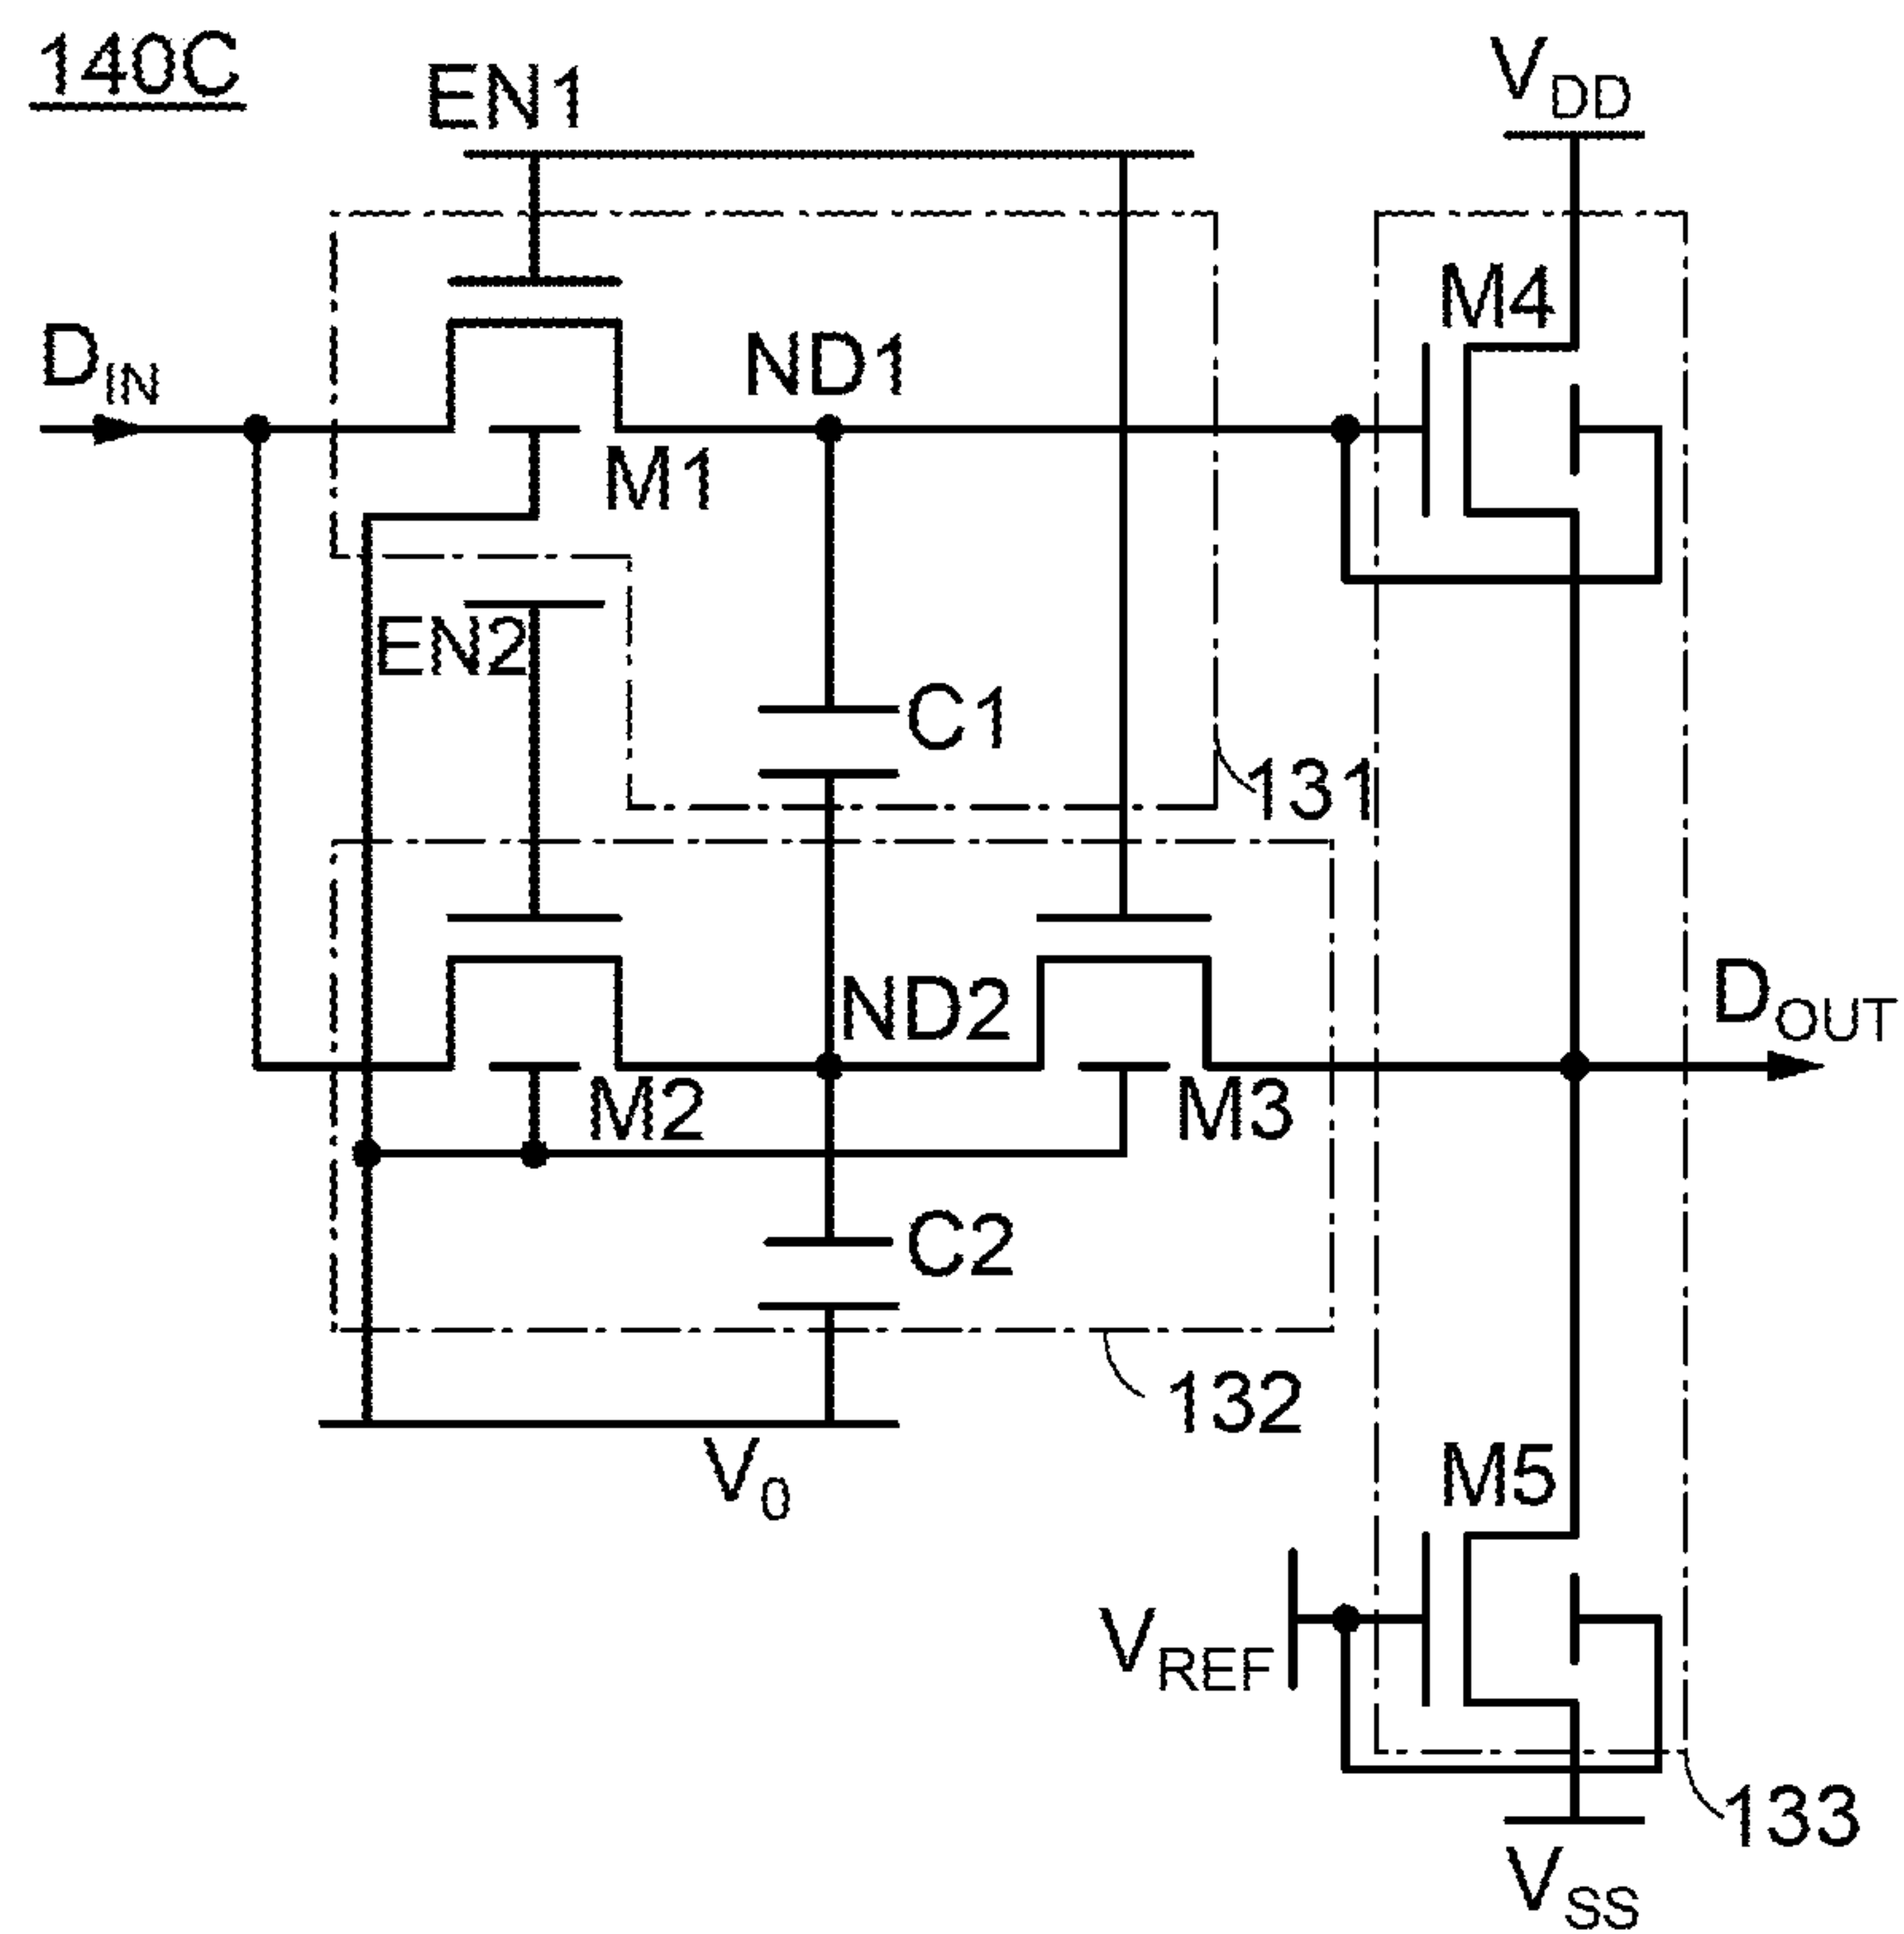 140C
EN1
VDD
M4
DIN
ND1
M1
EN2
C1
131
ND2
DOUT
M2
M3
C2
132
V0
M5
VREF
133
VSS